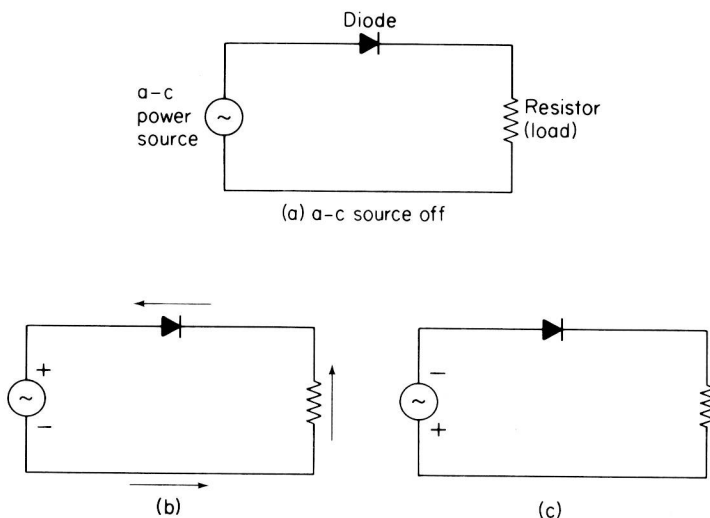 Diode
a-c
power
source
~
Resistor
(load)
(a) a-c source off
+
~
−
(b)
−
~
+
(c)